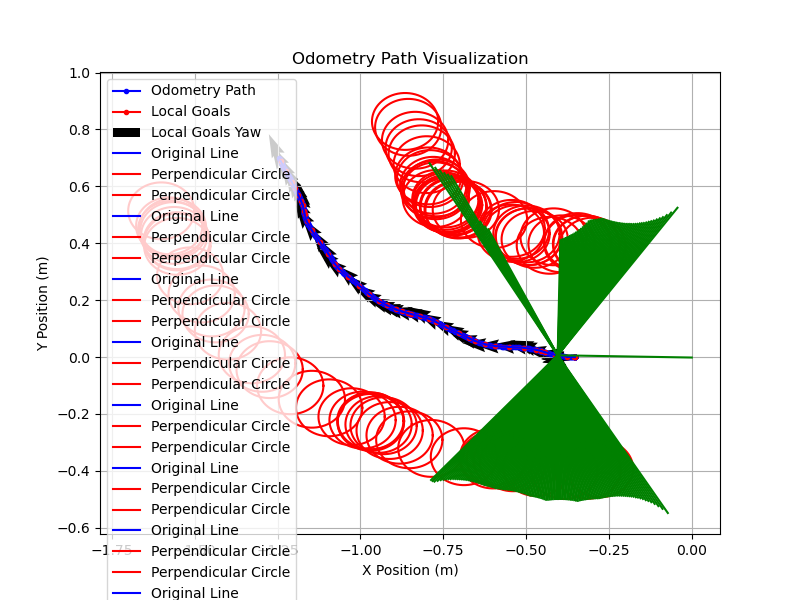 Odometry Path Visualization
1.0
0.8
0.6
0.4
0.2
0.0
−0.2
−0.4
−0.6
Y Position (m)
Odometry Path
Local Goals
Local Goals Yaw
Original Line
Perpendicular Circle
Perpendicular Circle
Original Line
Perpendicular Circle
Perpendicular Circle
Original Line
Perpendicular Circle
Perpendicular Circle
Original Line
Perpendicular Circle
Perpendicular Circle
Original Line
Perpendicular Circle
Perpendicular Circle
Original Line
Perpendicular Circle
Perpendicular Circle
Original Line
Perpendicular Circle
Perpendicular Circle
Original Line
−1.00 −0.75 −0.50 −0.25 0.00
X Position (m)